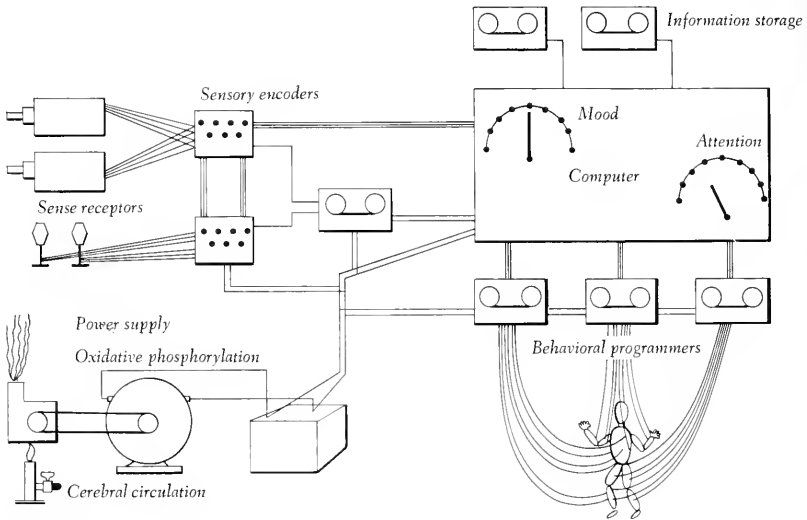 Information storage
Sensory encoders
Mood
Attention
Computer
Sense receptors
Power supply
Oxidative phosphorylation
Behavioral programmers
Cerebral circulation